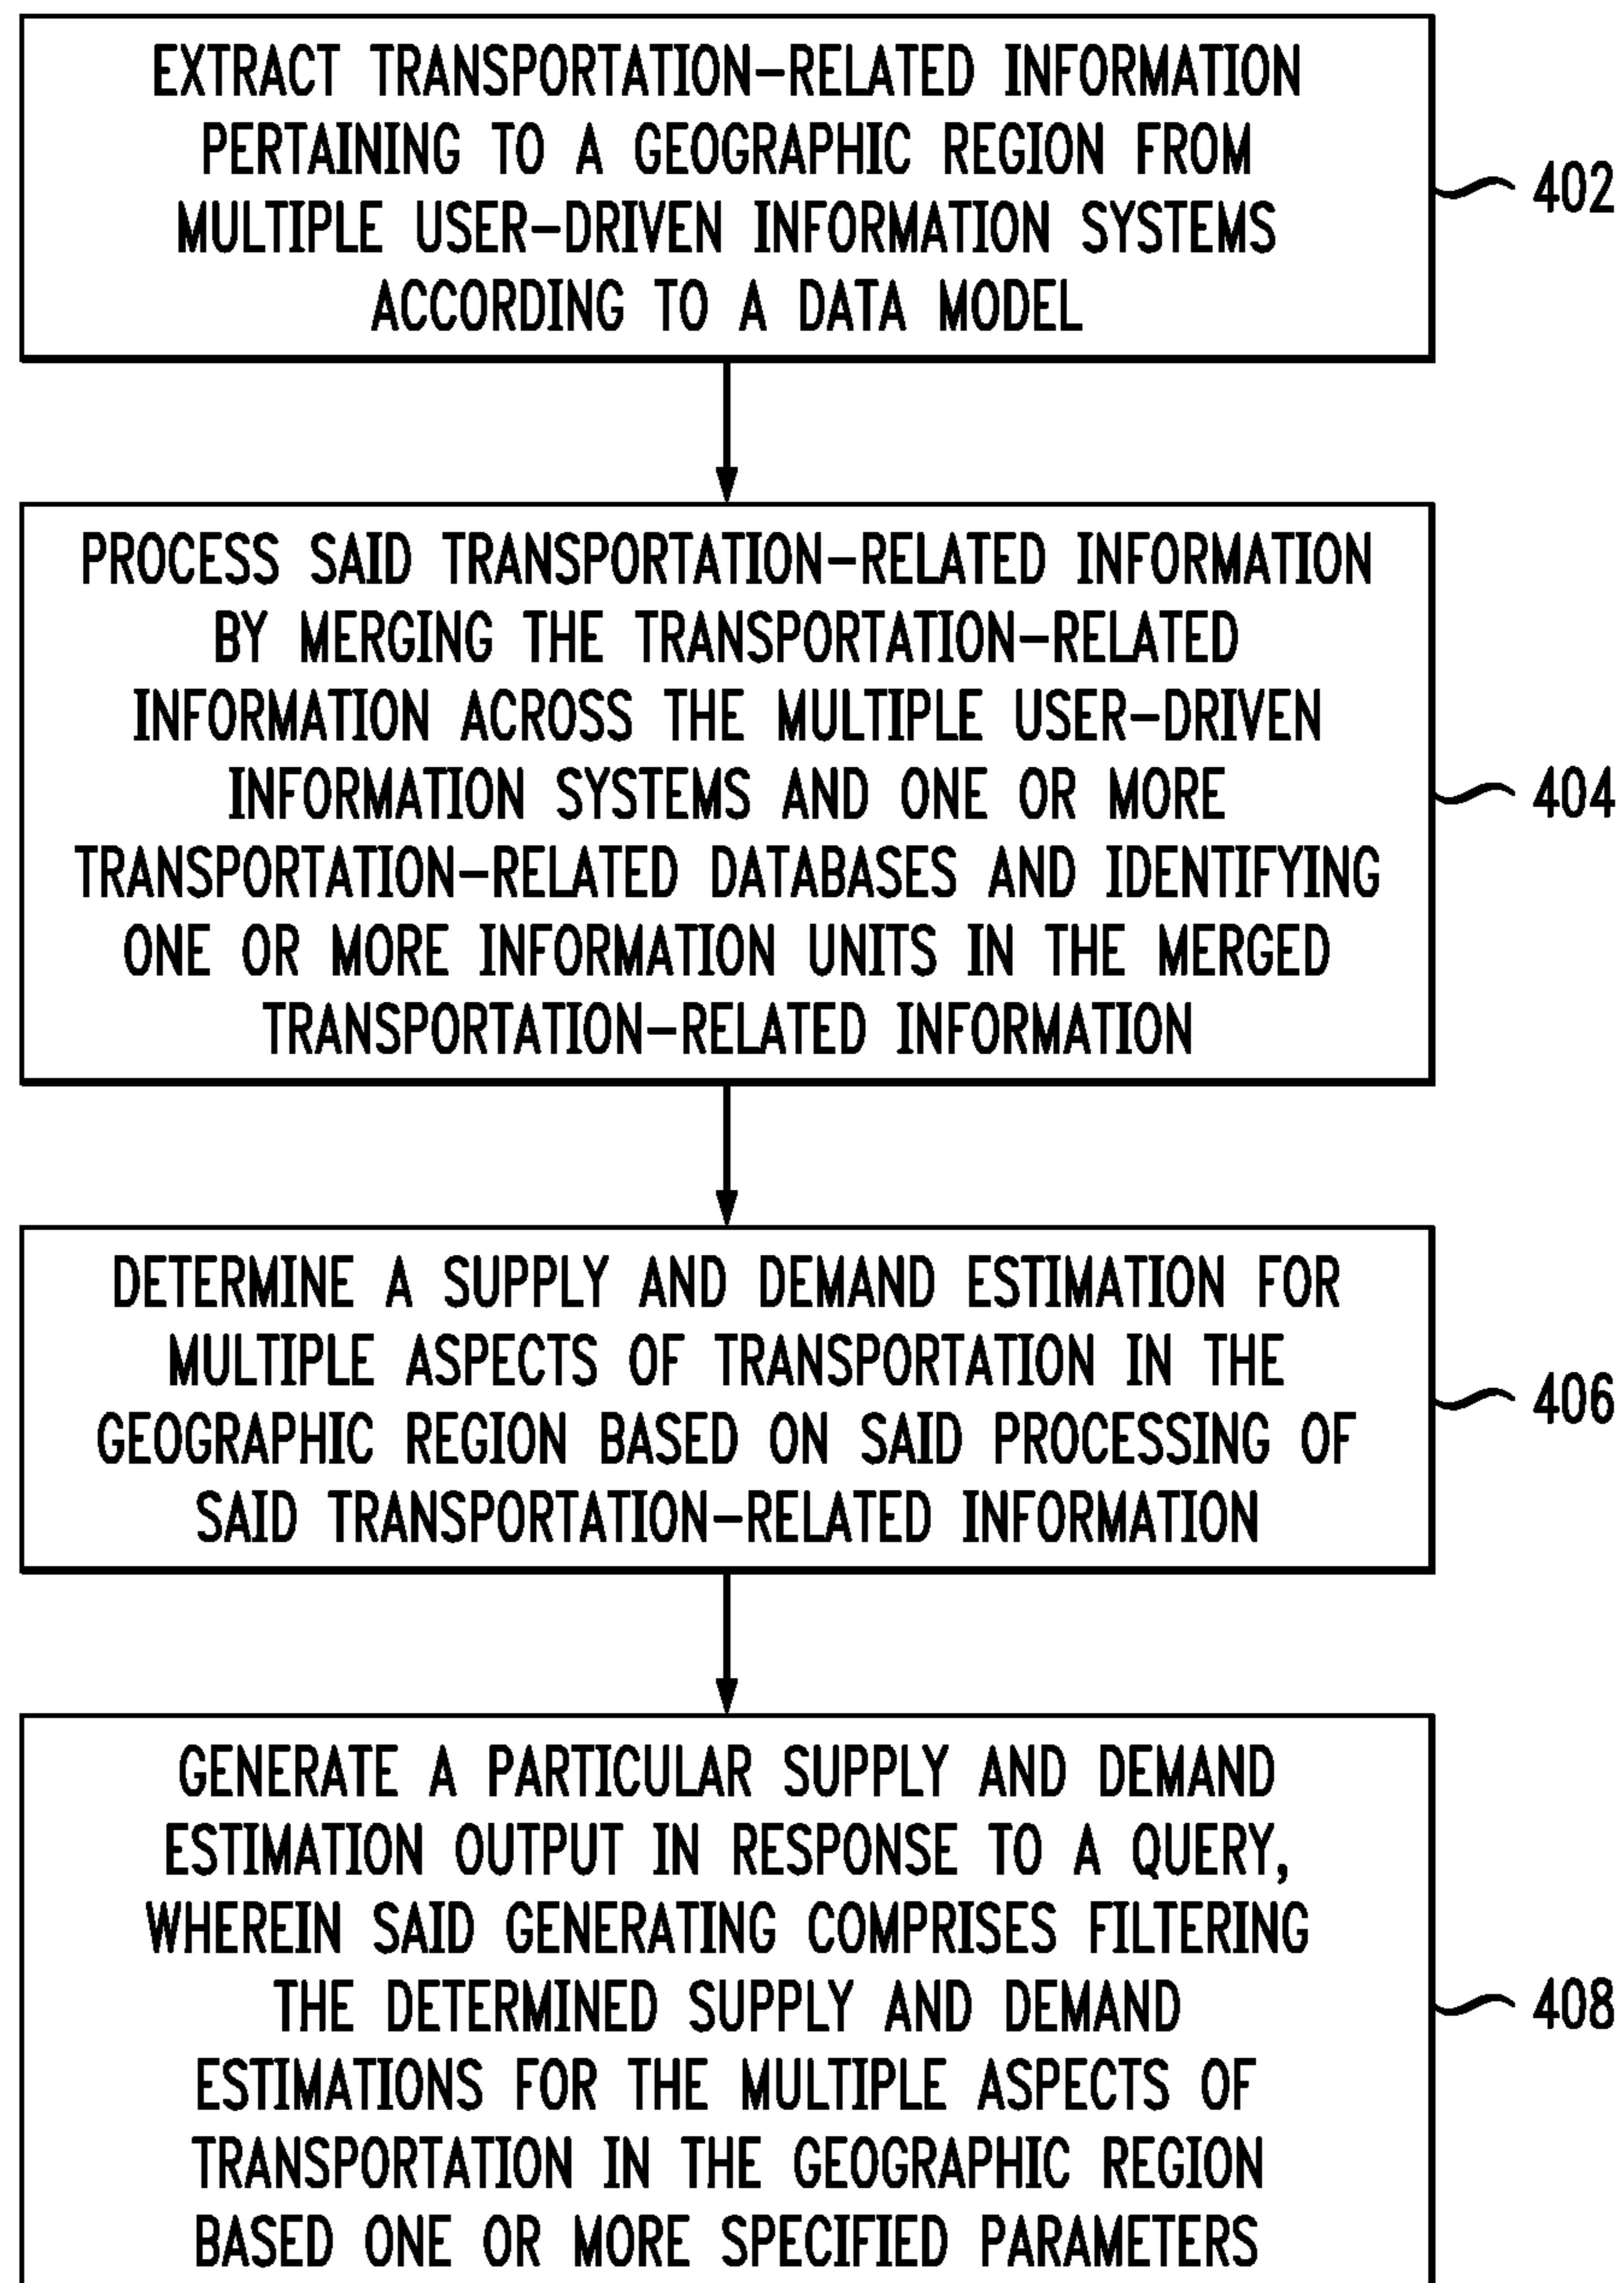 EXTRACT TRANSPORTATION-RELATED INFORMATION
PERTAINING TO A GEOGRAPHIC REGION FROM
MULTIPLE USER-DRIVEN INFORMATION SYSTEMS
ACCORDING TO A DATA MODEL
402
PROCESS SAID TRANSPORTATION-RELATED INFORMATION
BY MERGING THE TRANSPORTATION-RELATED
INFORMATION ACROSS THE MULTIPLE USER-DRIVEN
INFORMATION SYSTEMS AND ONE OR MORE
TRANSPORTATION-RELATED DATABASES AND IDENTIFYING
ONE OR MORE INFORMATION UNITS IN THE MERGED
TRANSPORTATION-RELATED INFORMATION
404
DETERMINE A SUPPLY AND DEMAND ESTIMATION FOR
MULTIPLE ASPECTS OF TRANSPORTATION IN THE
GEOGRAPHIC REGION BASED ON SAID PROCESSING OF
SAID TRANSPORTATION-RELATED INFORMATION
406
GENERATE A PARTICULAR SUPPLY AND DEMAND
ESTIMATION OUTPUT IN RESPONSE TO A QUERY,
WHEREIN SAID GENERATING COMPRISES FILTERING
THE DETERMINED SUPPLY AND DEMAND
ESTIMATIONS FOR THE MULTIPLE ASPECTS OF
TRANSPORTATION IN THE GEOGRAPHIC REGION
BASED ONE OR MORE SPECIFIED PARAMETERS
408